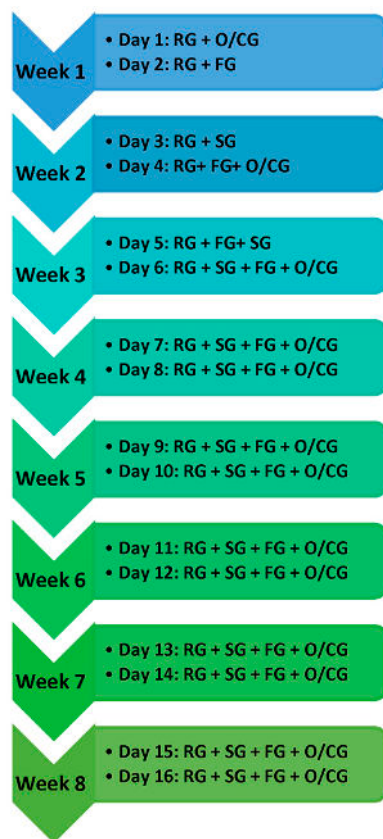 Week 1
• Day 1: RG + O/CG
• Day 2: RG + FG
Week 2
• Day 3: RG + SG
• Day 4: RG+ FG+ O/CG
Week 3
• Day 5: RG + FG+ SG
• Day 6: RG + SG + FG + O/CG
Week 4
• Day 7: RG + SG + FG + O/CG
• Day 8: RG + SG + FG + O/CG
Week 5
• Day 9: RG + SG + FG + O/CG
• Day 10: RG + SG + FG + O/CG
Week 6
• Day 11: RG + SG + FG + O/CG
• Day 12: RG + SG + FG + O/CG
Week 7
• Day 13: RG + SG + FG + O/CG
• Day 14: RG + SG + FG + O/CG
Week 8
• Day 15: RG + SG + FG + O/CG
• Day 16: RG + SG + FG + O/CG